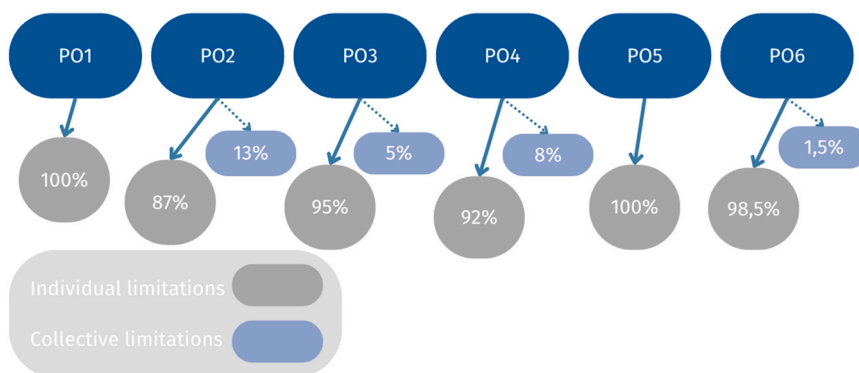 PO1 PO2 PO3 PO4 PO5 PO6
13% 5% 8% 1,5%
100% 87% 95% 92% 100% 98,5%
Individual limitations
Collective limitations